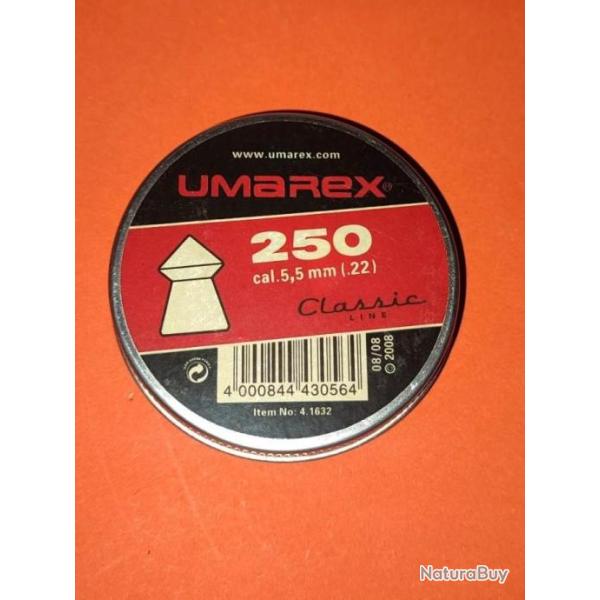 www.umarex.com
UMAREX®
250
cal.5,5 mm (.22)
Classic
LINE
08/08
© 2008
4 000844 430564
Item No: 4.1632
NaturaBuy